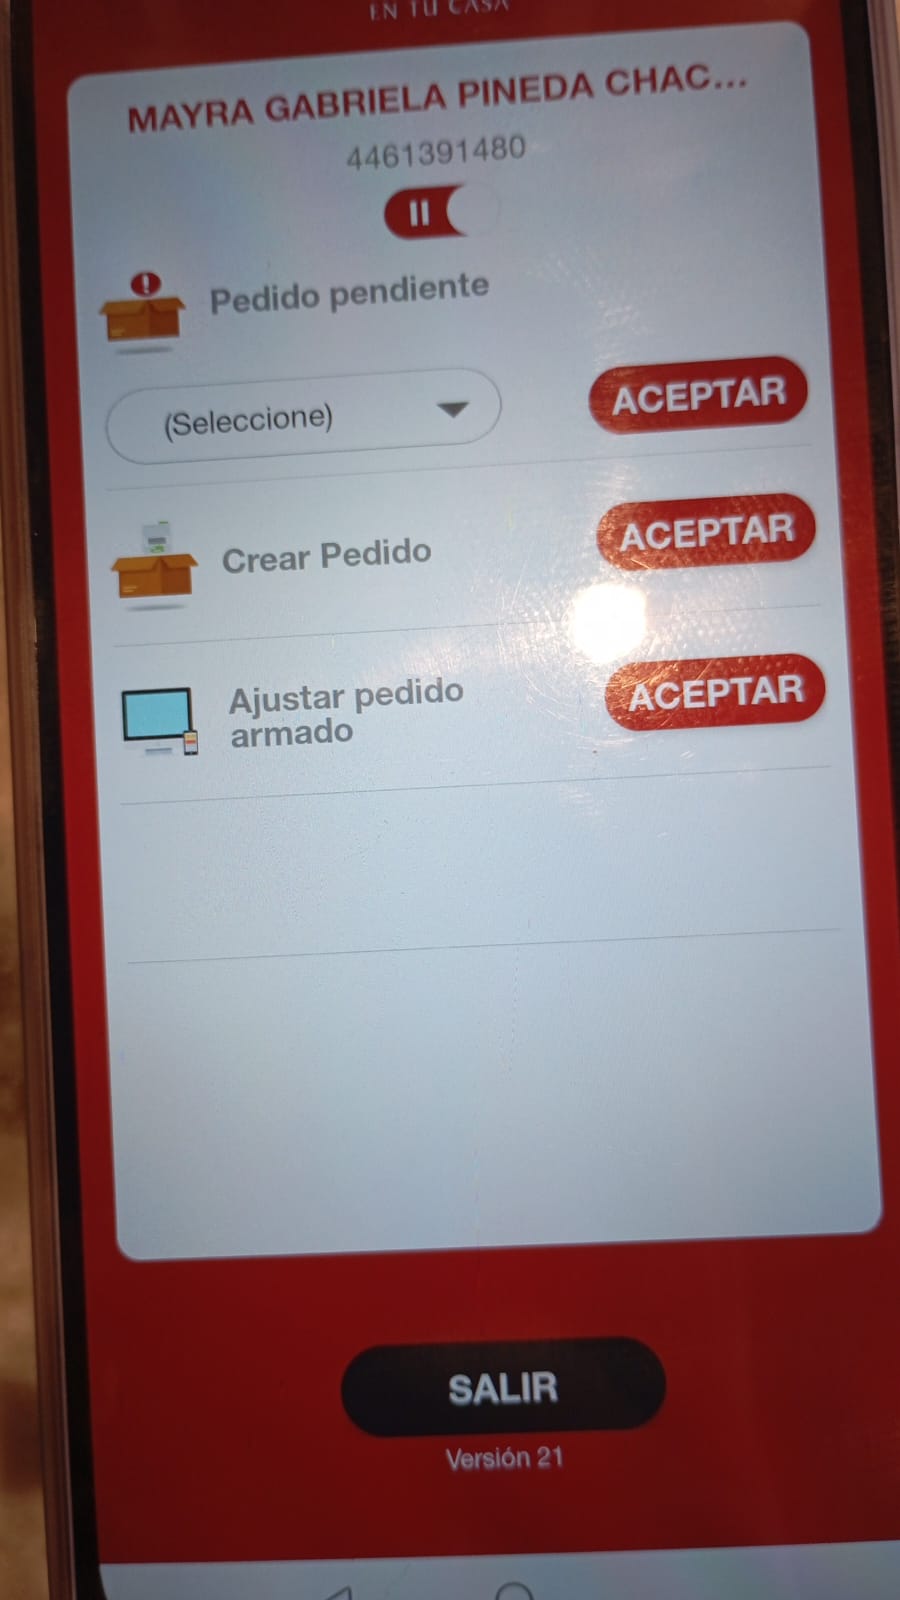 EN TU CASA
MAYRA GABRIELA PINEDA CHAC...
4461391480
Pedido pendiente
(Seleccione)
ACEPTAR
Crear Pedido
ACEPTAR
Ajustar pedido
armado
ACEPTAR
SALIR
Versión 21